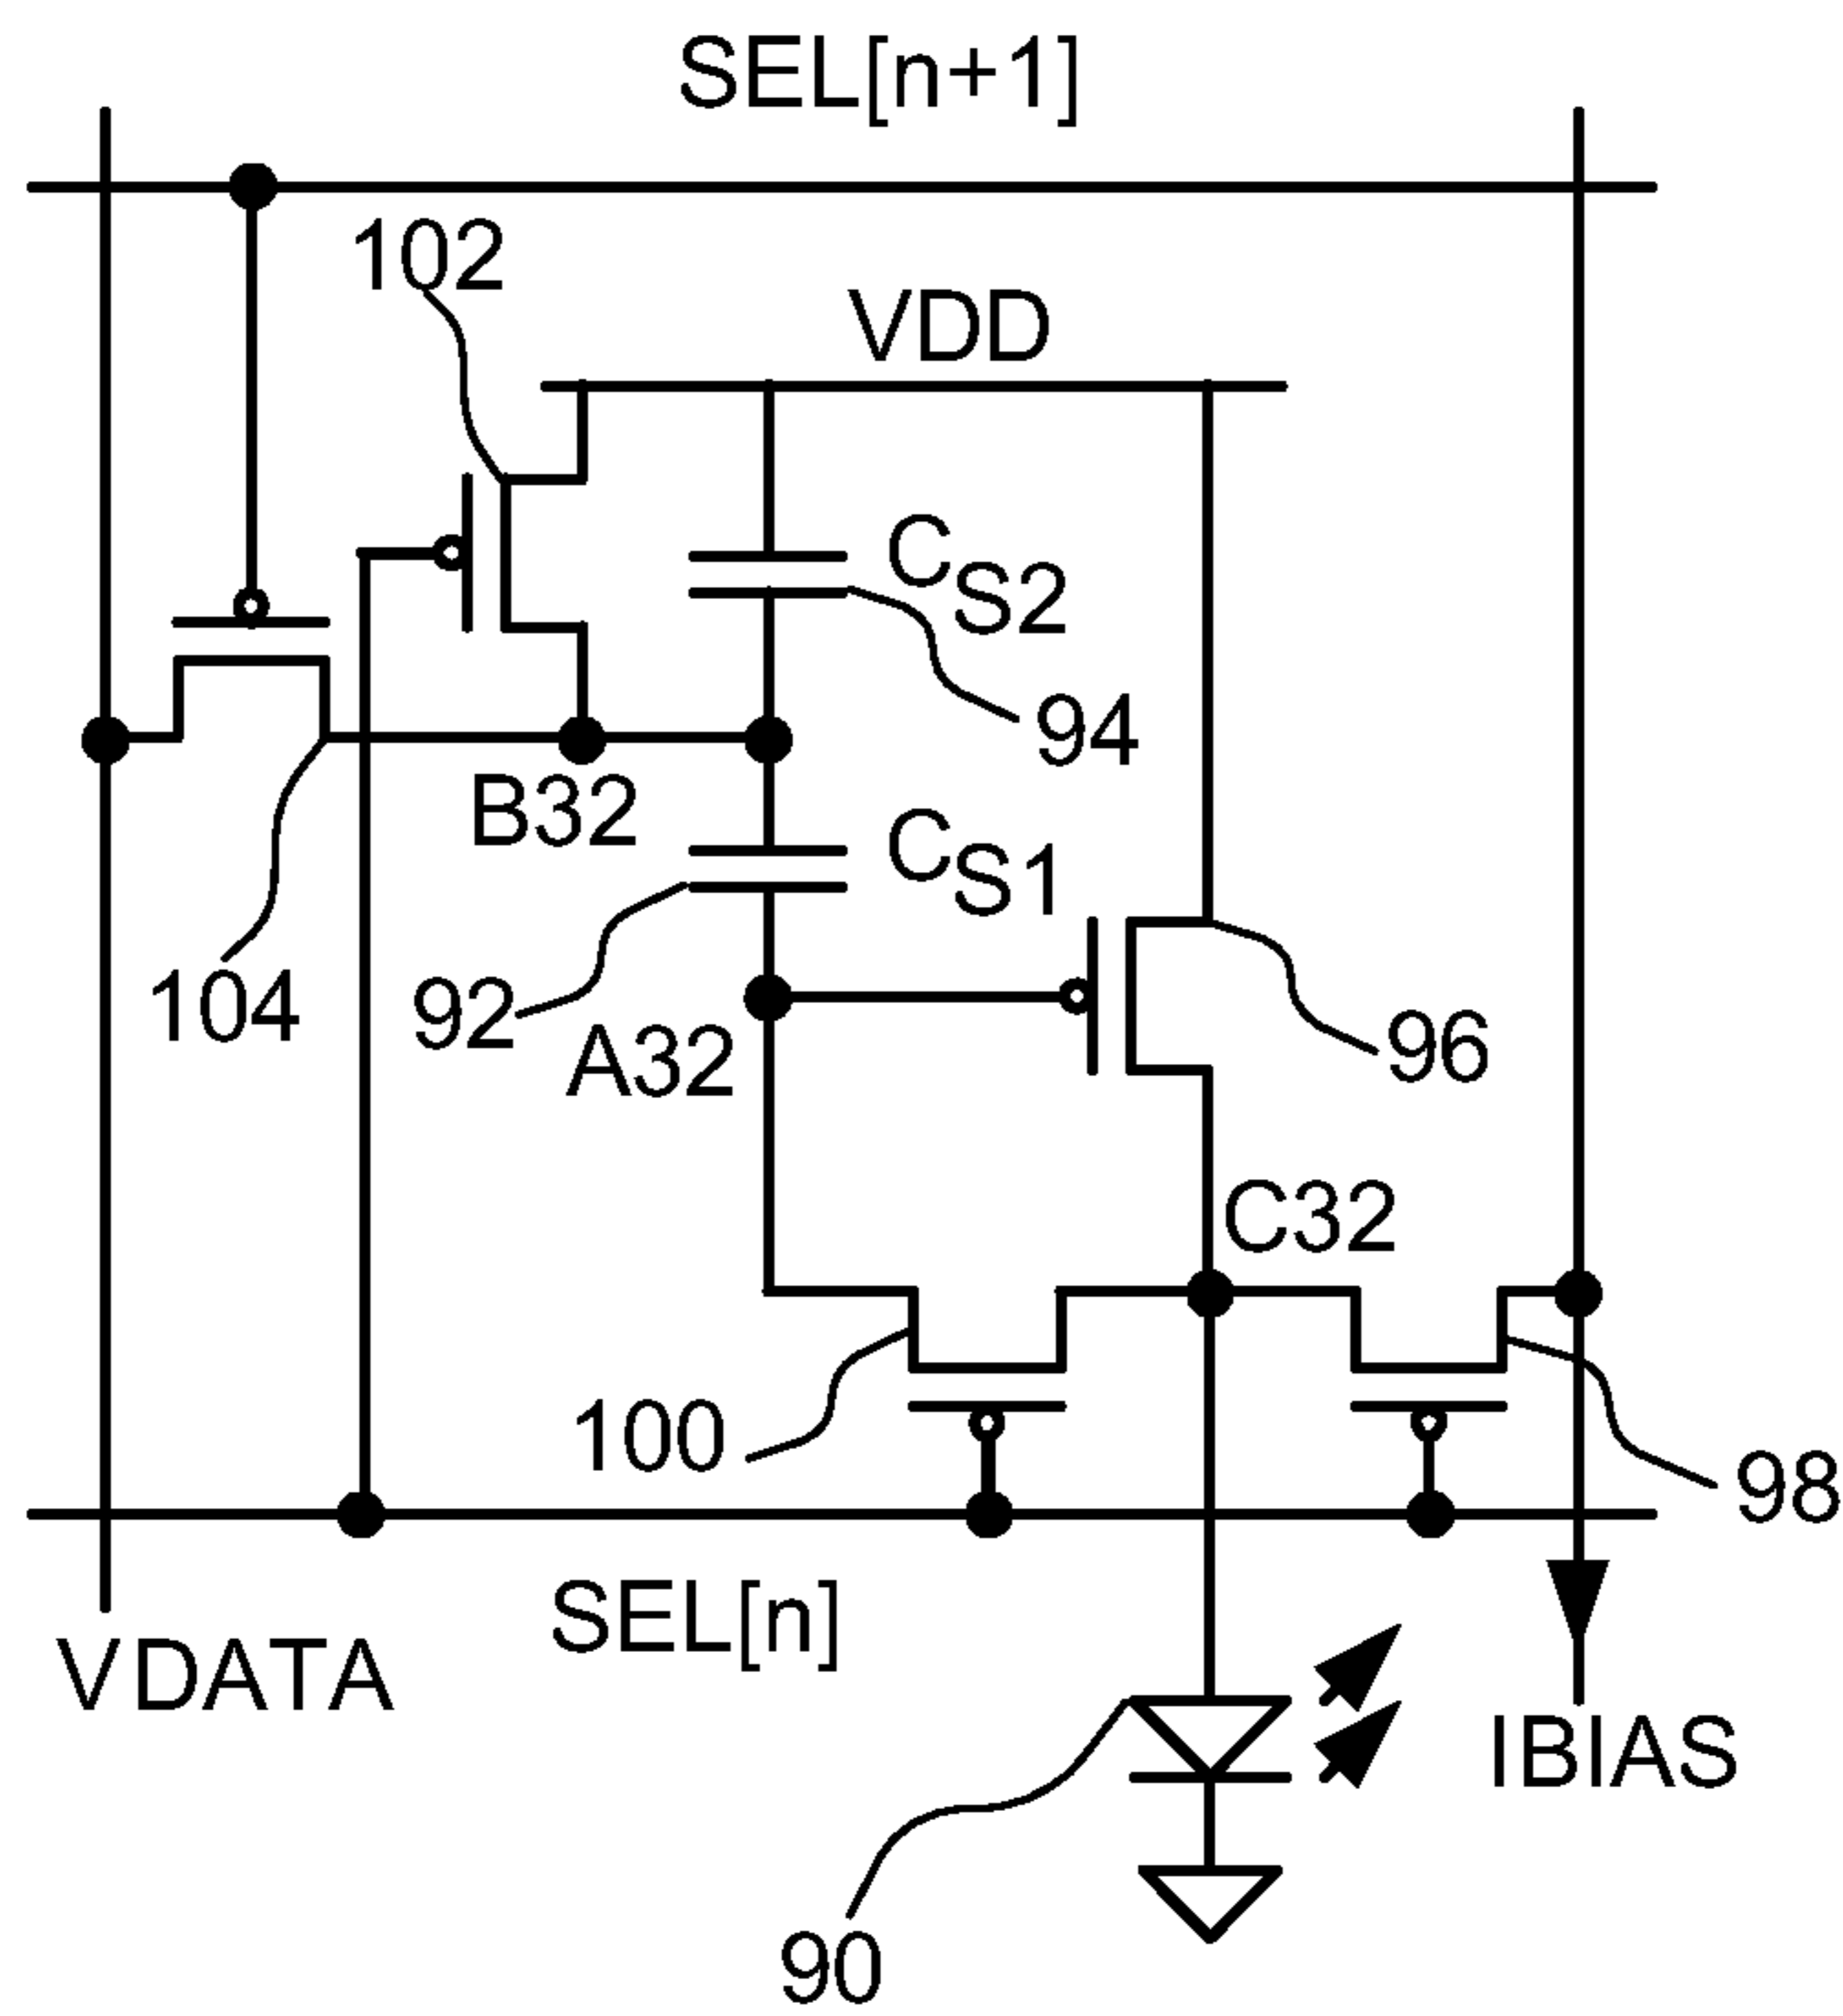 SEL[n+1]
102
VDD
CS2
94
B32
CS1
104
92
A32
96
C32
100
98
SEL[n]
VDATA
IBIAS
90